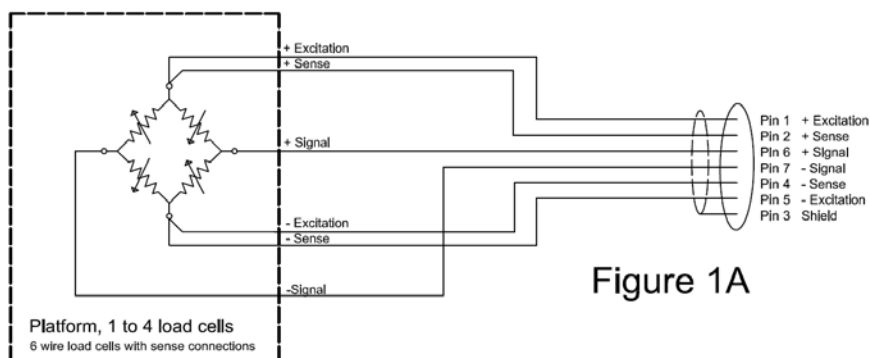 + Excitation
+ Sense
+ Signal
- Excitation
- Sense
-Signal
Pin 1 + Excitation
Pin 2 + Sense
Pin 6 + Signal
Pin 7 - Signal
Pin 4 - Sense
Pin 5 - Excitation
Pin 3 Shield
Figure 1A
Platform, 1 to 4 load cells
6 wire load cells with sense connections